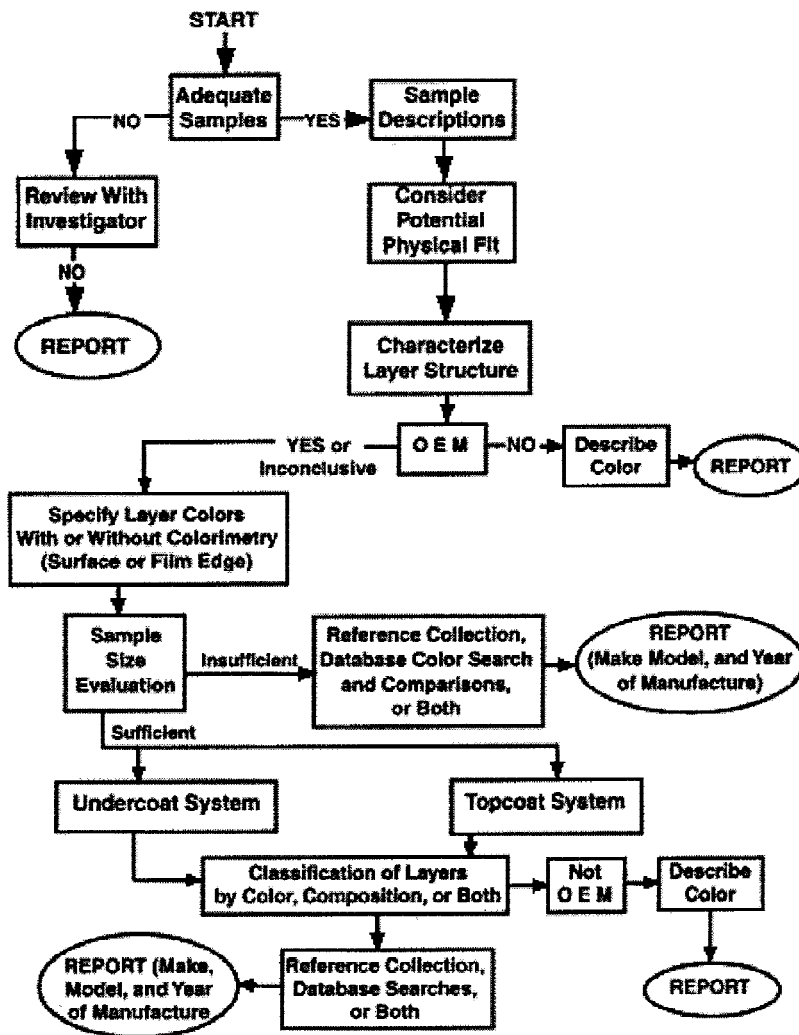 START
Adequate
Samples
NO
YES
Sample
Descriptions
Review With
Investigator
Consider
Potential
Physical Fit
NO
REPORT
Characterize
Layer Structure
YES or
Inconclusive
O E M
NO
Describe
Color
REPORT
Specify Layer Colors
With or Without Colorimetry
(Surface or Film Edge)
Sample
Size
Evaluation
Insufficient
Reference Collection,
Database Color Search
and Comparisons,
or Both
REPORT
(Make Model, and Year
of Manufacture)
Sufficient
Undercoat System
Topcoat System
Classification of Layers
by Color, Composition, or Both
Not
O E M
Describe
Color
REPORT (Make,
Model, and Year
of Manufacture
Reference Collection,
Database Searches,
or Both
REPORT